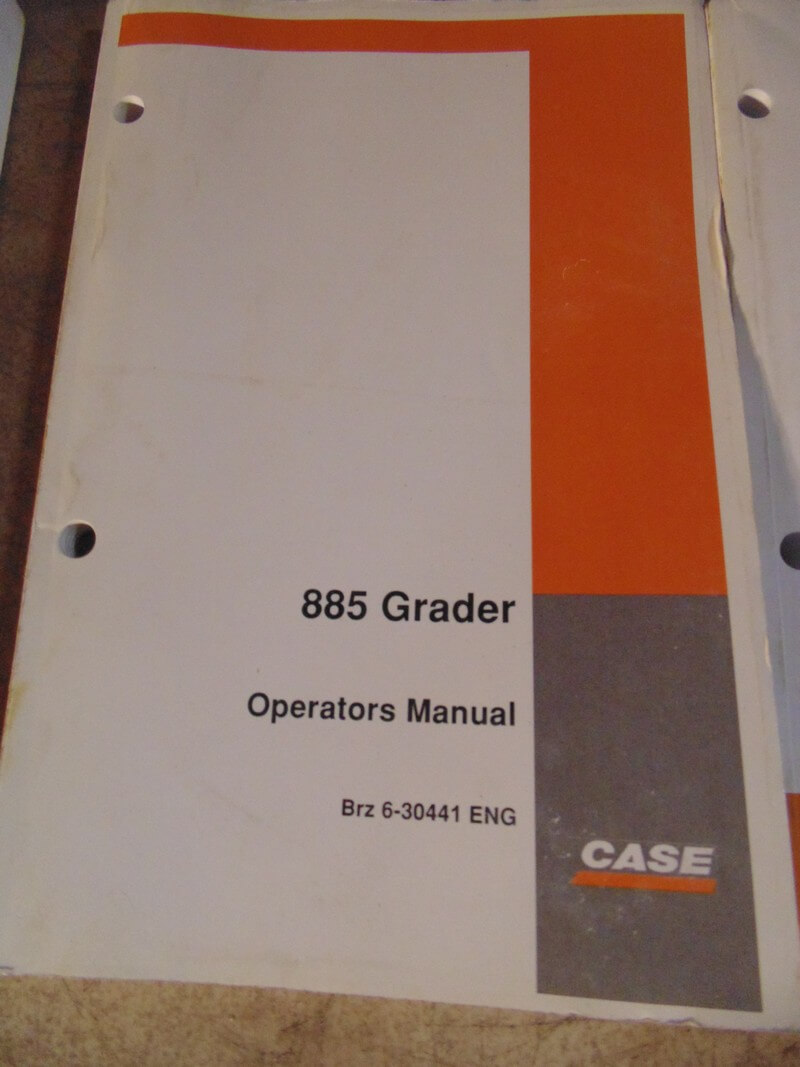 885 Grader
Operators Manual
Brz 6-30441 ENG
CASE